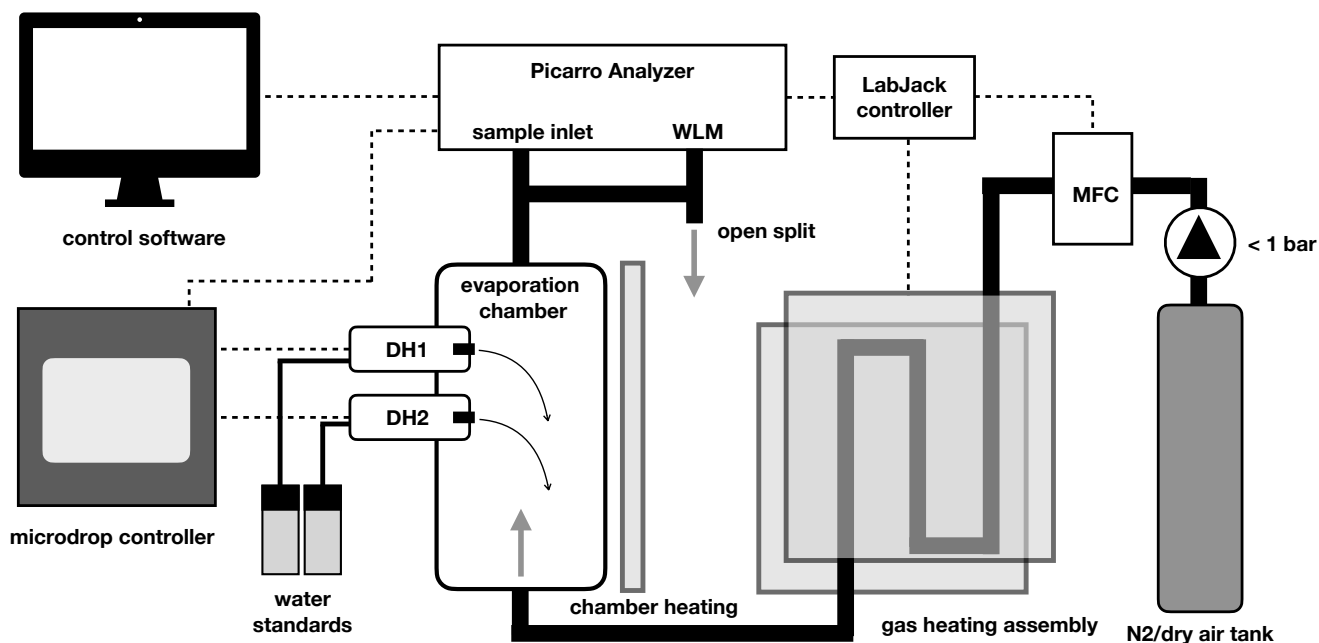 Picarro Analyzer
sample inlet
WLM
LabJack
controller
MFC
< 1 bar
control software
open split
evaporation
chamber
DH1
DH2
microdrop controller
water
standards
chamber heating
gas heating assembly
N2/dry air tank